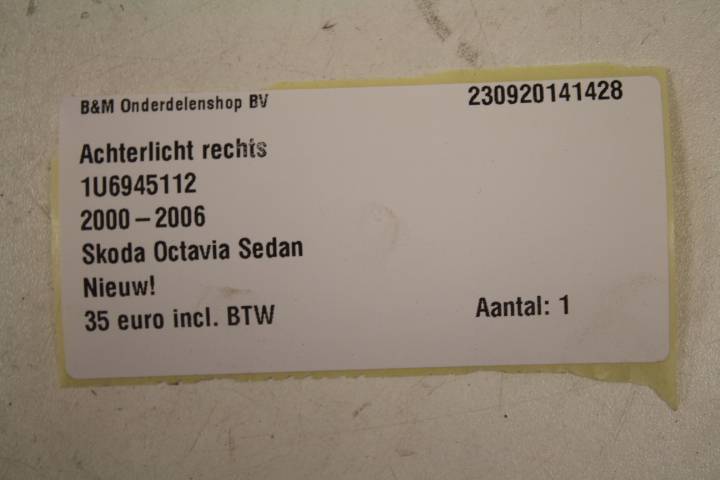 B&M Onderdelenshop BV
230920141428
Achterlicht rechts
1U6945112
2000 – 2006
Skoda Octavia Sedan
Nieuw!
35 euro incl. BTW
Aantal: 1